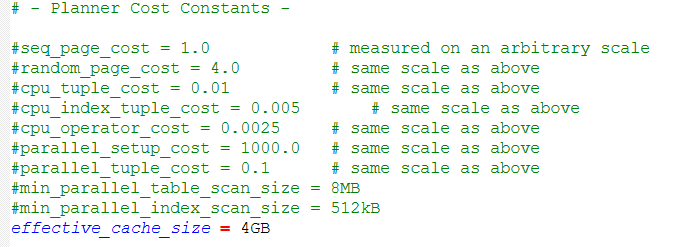 # - Planner Cost Constants -
#seq_page_cost = 1.0 # measured on an arbitrary scale
#random_page_cost = 4.0 # same scale as above
#cpu_tuple_cost = 0.01 # same scale as above
#cpu_index_tuple_cost = 0.005 # same scale as above
#cpu_operator_cost = 0.0025 # same scale as above
#parallel_setup_cost = 1000.0 # same scale as above
#parallel_tuple_cost = 0.1 # same scale as above
#min_parallel_table_scan_size = 8MB
#min_parallel_index_scan_size = 512kB
effective_cache_size = 4GB